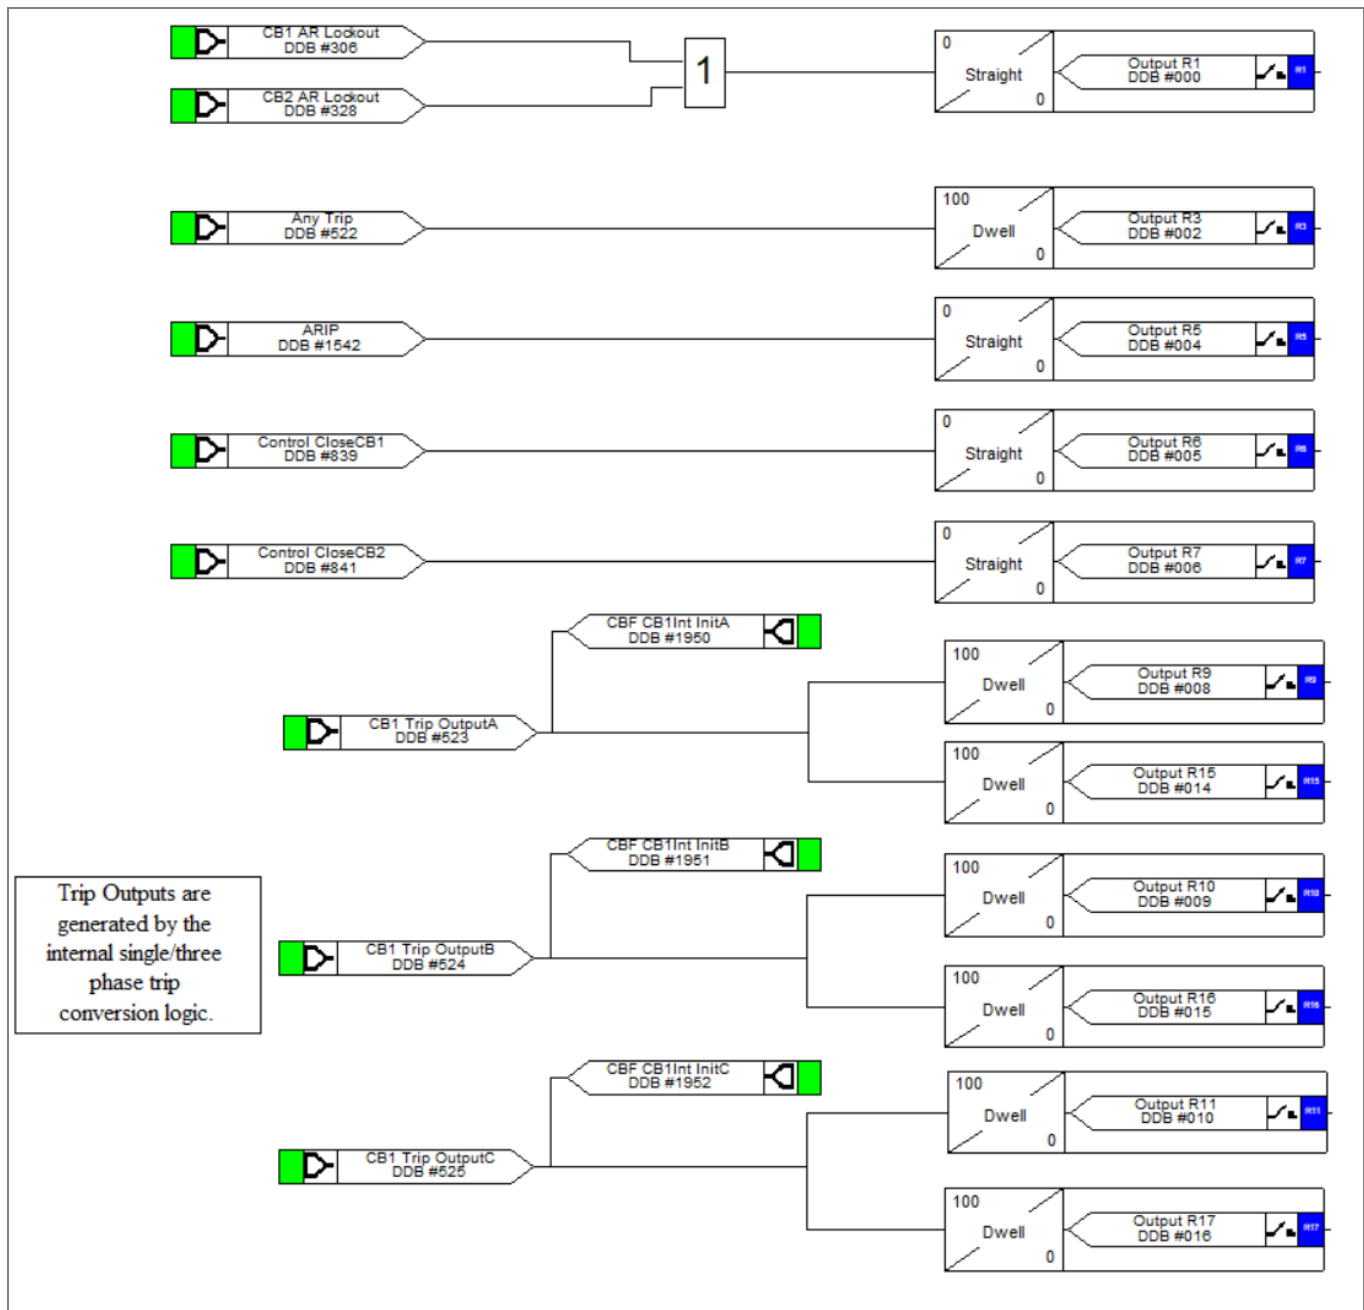 CB1 AR Lockout
DDB #306
CB2 AR Lockout
DDB #328
1
0
Straight
0
Output R1
DDB #000
R1
Any Trip
DDB #522
100
Dwell
0
Output R3
DDB #002
R3
ARIP
DDB #1542
0
Straight
0
Output R5
DDB #004
R5
Control CloseCB1
DDB #839
0
Straight
0
Output R6
DDB #005
R6
Control CloseCB2
DDB #841
0
Straight
0
Output R7
DDB #006
R7
CBF CB1Int InitA
DDB #1950
CB1 Trip OutputA
DDB #523
100
Dwell
0
Output R9
DDB #008
R9
100
Dwell
0
Output R15
DDB #014
R15
CBF CB1Int InitB
DDB #1951
Trip Outputs are
generated by the
internal single/three
phase trip
conversion logic.
CB1 Trip OutputB
DDB #524
100
Dwell
0
Output R10
DDB #009
R10
100
Dwell
0
Output R16
DDB #015
R16
CBF CB1Int InitC
DDB #1952
CB1 Trip OutputC
DDB #525
100
Dwell
0
Output R11
DDB #010
R11
100
Dwell
0
Output R17
DDB #016
R17